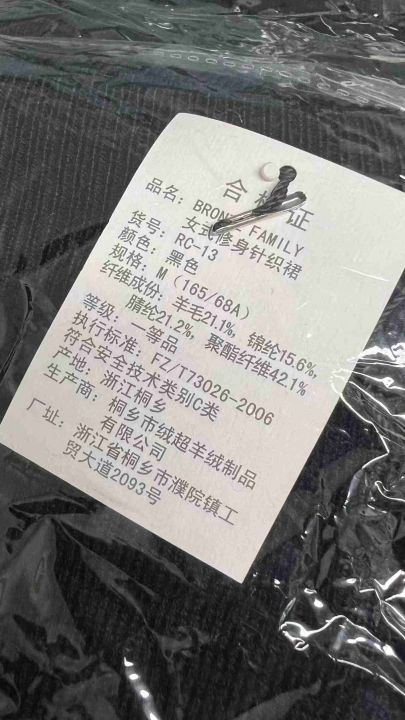 合格证
品名：BRONZE FAMILY
女式修身针织裙
货号：RC-13
颜色：黑色
规格：M（165/68A）
纤维成份：羊毛21.1%，锦纶15.6%，
腈纶21.2%，聚酯纤维42.1%
等级：一等品
执行标准：FZ/T73026-2006
符合安全技术类别C类
产地：浙江桐乡
生产商：桐乡市绒超羊绒制品
有限公司
厂址：浙江省桐乡市濮院镇工
贸大道2093号